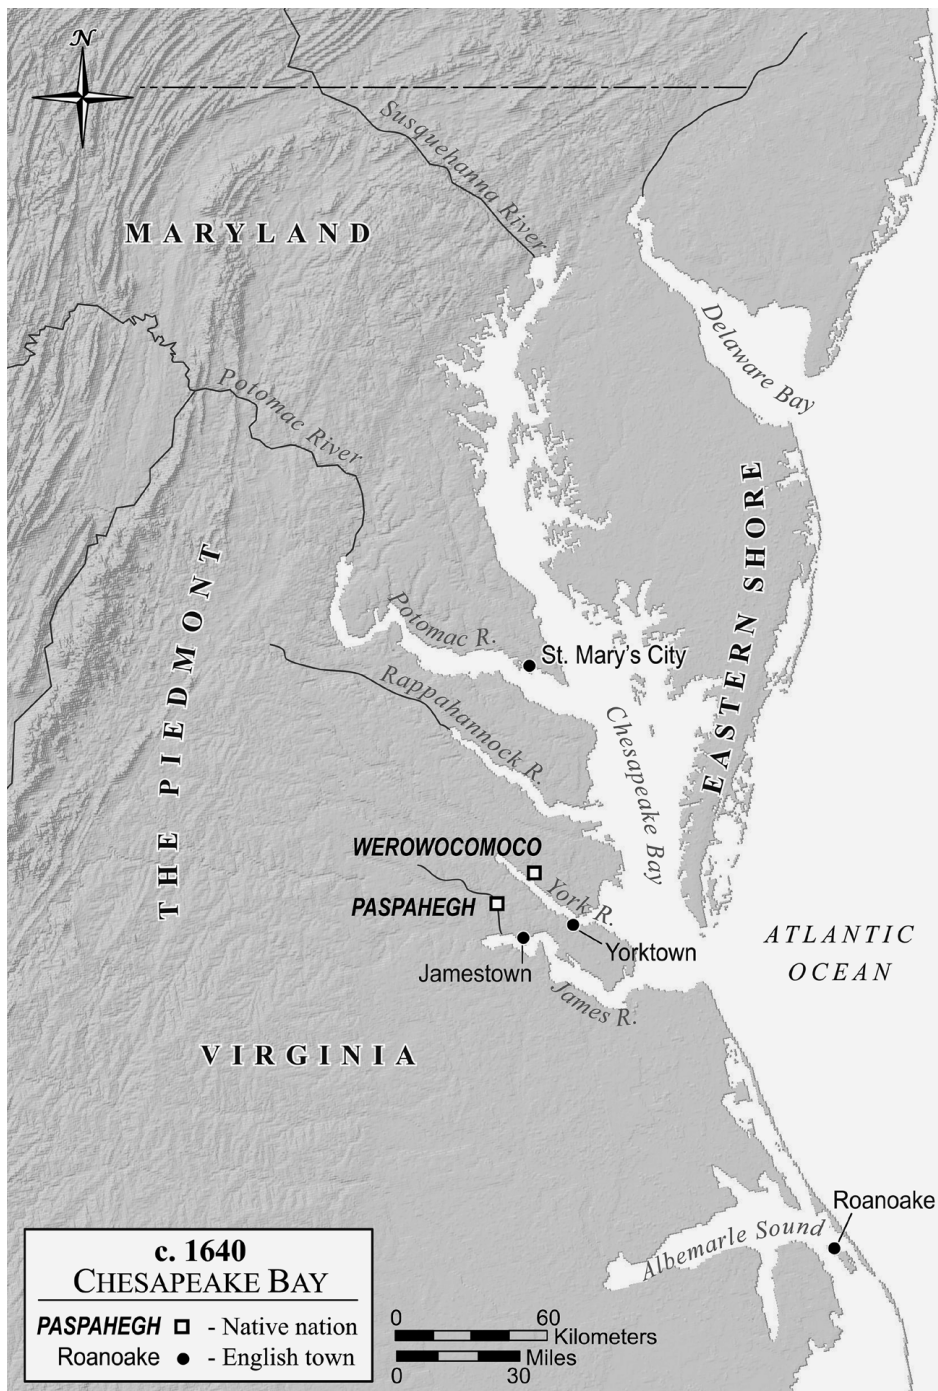 N
Susquehanna River
MARYLAND
Delaware Bay
Potomac River
EASTERN SHORE
THE PIEDMONT
Potomac R.
St. Mary's City
Rappahannock R.
Chesapeake Bay
WEROWOCOMOCO
York R.
PASPAHEGH
Yorktown
Jamestown
James R.
ATLANTIC
OCEAN
VIRGINIA
Roanoake
Albemarle Sound
c. 1640
CHESAPEAKE BAY
PASPAHEGH - Native nation
Roanoake - English town
0 60
Kilometers
Miles
0 30